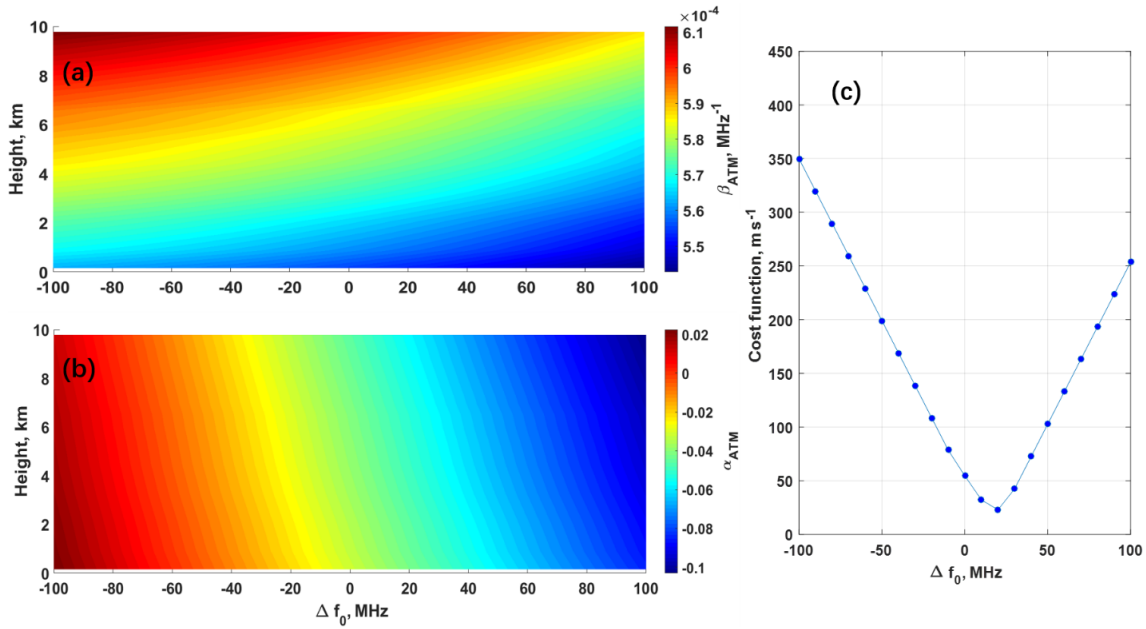 (a)
Height, km
10
8
6
4
2
0
-100 -80 -60 -40 -20 0 20 40 60 80 100
×10⁻⁴
6.1
6
5.9
5.8
5.7
5.6
5.5
β_ATM, MHz⁻¹
(b)
Height, km
10
8
6
4
2
0
-100 -80 -60 -40 -20 0 20 40 60 80 100
Δ f₀, MHz
0.02
0
-0.02
-0.04
-0.06
-0.08
-0.1
α_ATM
(c)
Cost function, m s⁻¹
450
400
350
300
250
200
150
100
50
0
-100 -50 0 50 100
Δ f₀, MHz